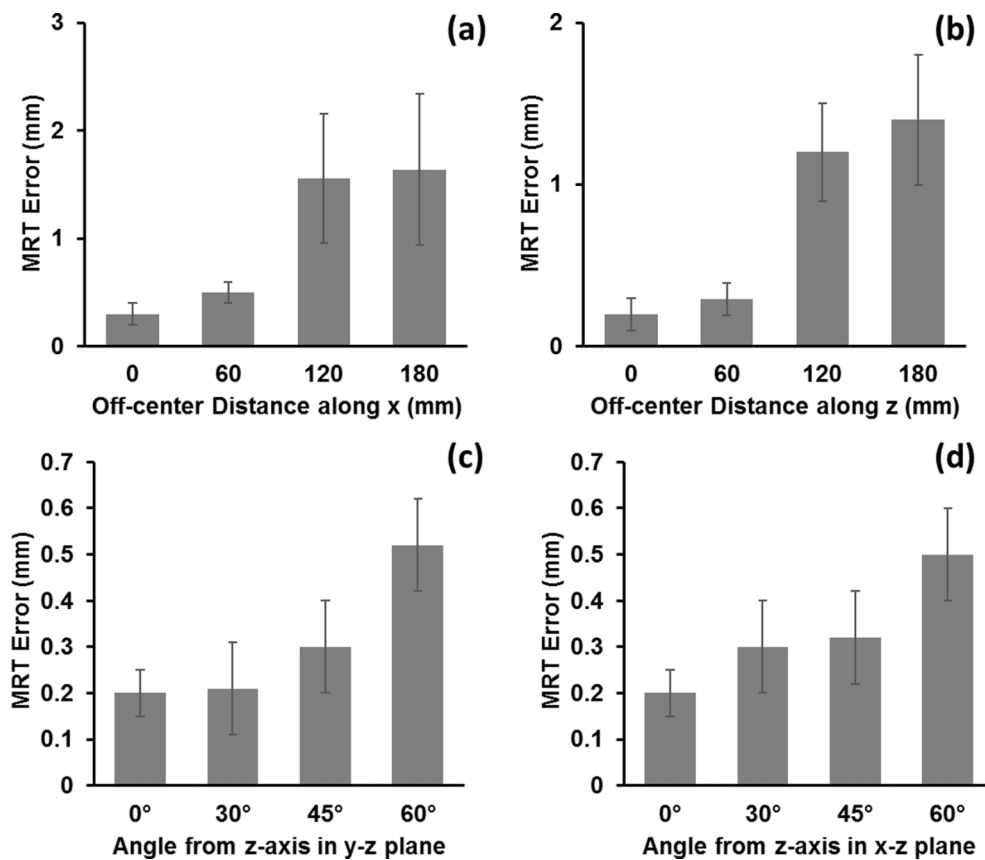 (a)
3
2
1
0
MRT Error (mm)
0 60 120 180
Off-center Distance along x (mm)
(b)
2
1
0
MRT Error (mm)
0 60 120 180
Off-center Distance along z (mm)
(c)
0.7
0.6
0.5
0.4
0.3
0.2
0.1
0
MRT Error (mm)
0° 30° 45° 60°
Angle from z-axis in y-z plane
(d)
0.7
0.6
0.5
0.4
0.3
0.2
0.1
0
MRT Error (mm)
0° 30° 45° 60°
Angle from z-axis in x-z plane